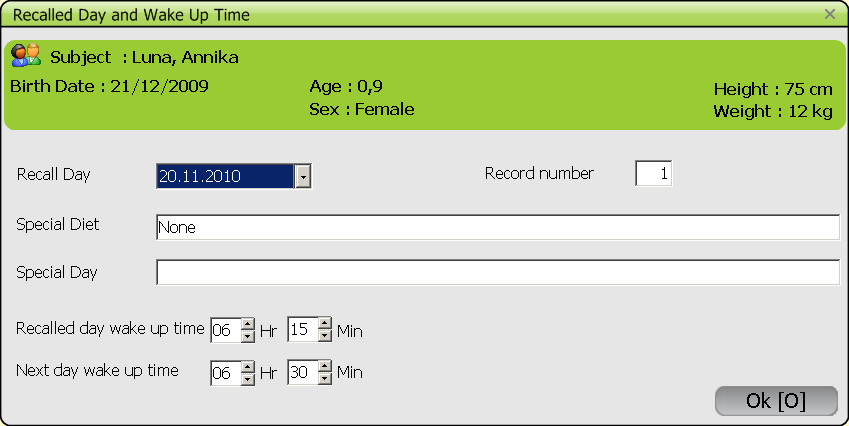 Recalled Day and Wake Up Time
Subject : Luna, Annika
Birth Date : 21/12/2009 Age : 0,9 Height : 75 cm
Sex : Female Weight : 12 kg
Recall Day 20.11.2010 Record number 1
Special Diet None
Special Day
Recalled day wake up time 06 Hr 15 Min
Next day wake up time 06 Hr 30 Min
Ok [O]